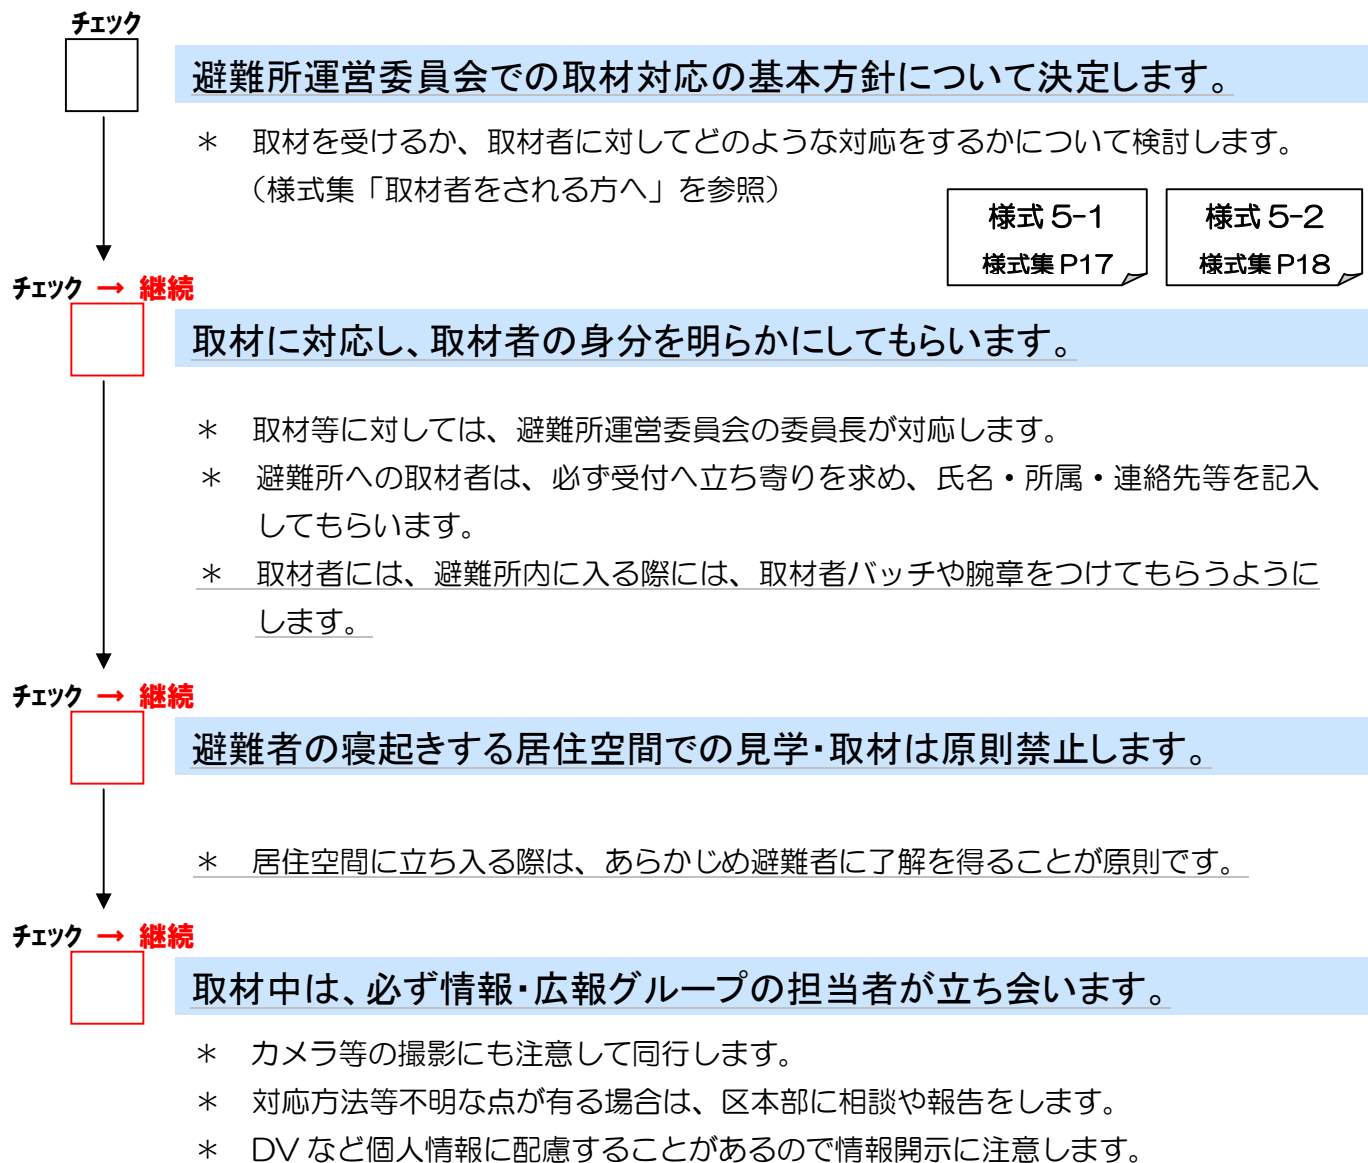 チェック
避難所運営委員会での取材対応の基本方針について決定します。
＊　取材を受けるか、取材者に対してどのような対応をするかについて検討します。
（様式集「取材者をされる方へ」を参照）
様式 5-1
様式集 P17
様式 5-2
様式集 P18
チェック → 継続
取材に対応し、取材者の身分を明らかにしてもらいます。
＊　取材等に対しては、避難所運営委員会の委員長が対応します。
＊　避難所への取材者は、必ず受付へ立ち寄りを求め、氏名・所属・連絡先等を記入
してもらいます。
＊　取材者には、避難所内に入る際には、取材者バッチや腕章をつけてもらうように
します。
チェック → 継続
避難者の寝起きする居住空間での見学・取材は原則禁止します。
＊　居住空間に立ち入る際は、あらかじめ避難者に了解を得ることが原則です。
チェック → 継続
取材中は、必ず情報・広報グループの担当者が立ち会います。
＊　カメラ等の撮影にも注意して同行します。
＊　対応方法等不明な点が有る場合は、区本部に相談や報告をします。
＊　DV など個人情報に配慮することがあるので情報開示に注意します。